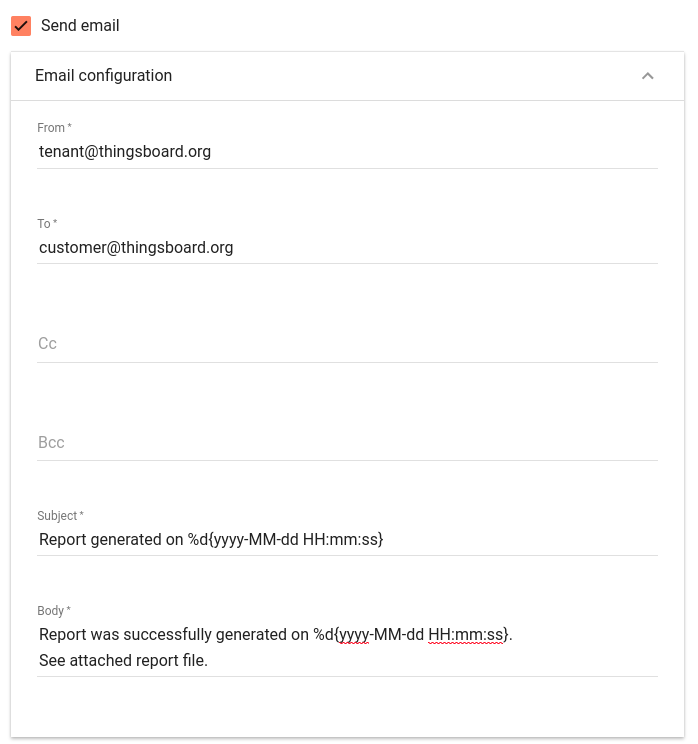 Send email
Email configuration
From *
tenant@thingsboard.org
To *
customer@thingsboard.org
Cc
Bcc
Subject *
Report generated on %d{yyyy-MM-dd HH:mm:ss}
Body *
Report was successfully generated on %d{yyyy-MM-dd HH:mm:ss}.
See attached report file.